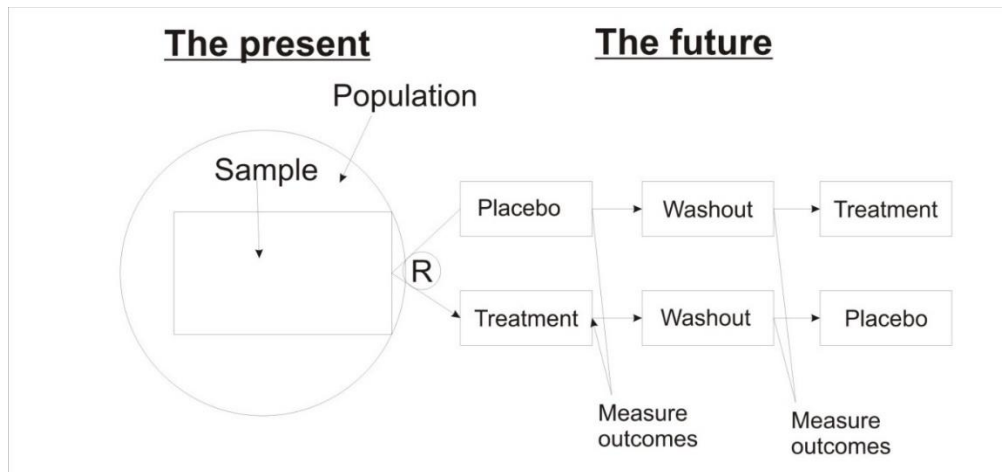 The present
The future
Population
Sample
R
Placebo
Washout
Treatment
Treatment
Washout
Placebo
Measure
outcomes
Measure
outcomes